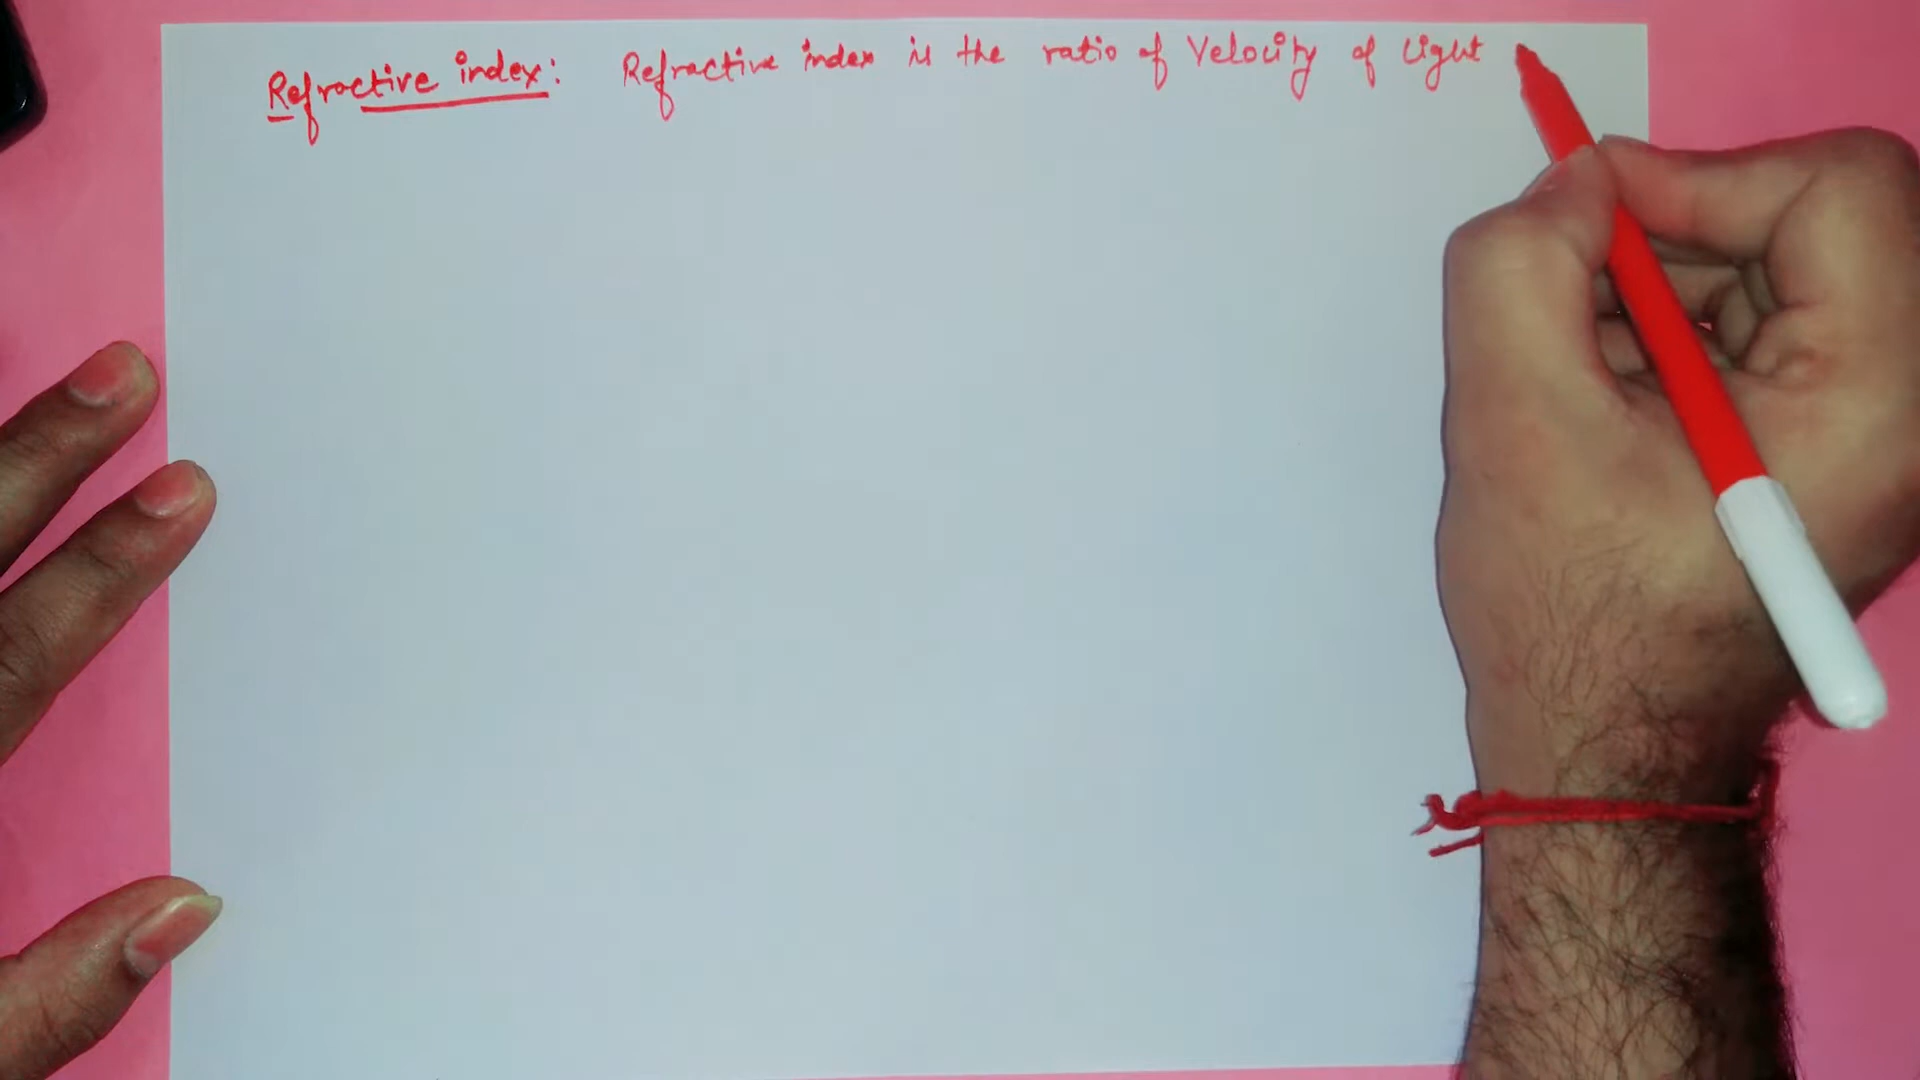 Refractive index: Refractive index is the ratio of Velocity of light